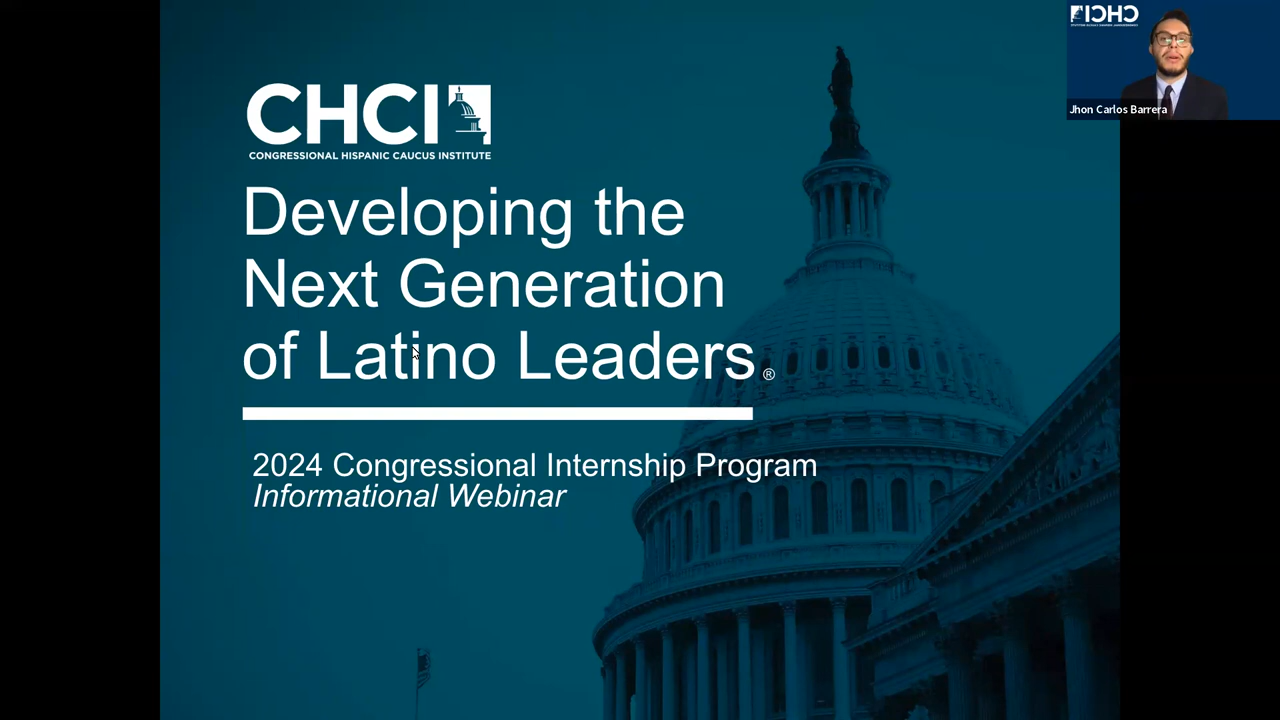 CHCI
CONGRESSIONAL HISPANIC CAUCUS INSTITUTE
Developing the
Next Generation
of Latino Leaders®
2024 Congressional Internship Program
Informational Webinar
CHCI
Jhon Carlos Barrera